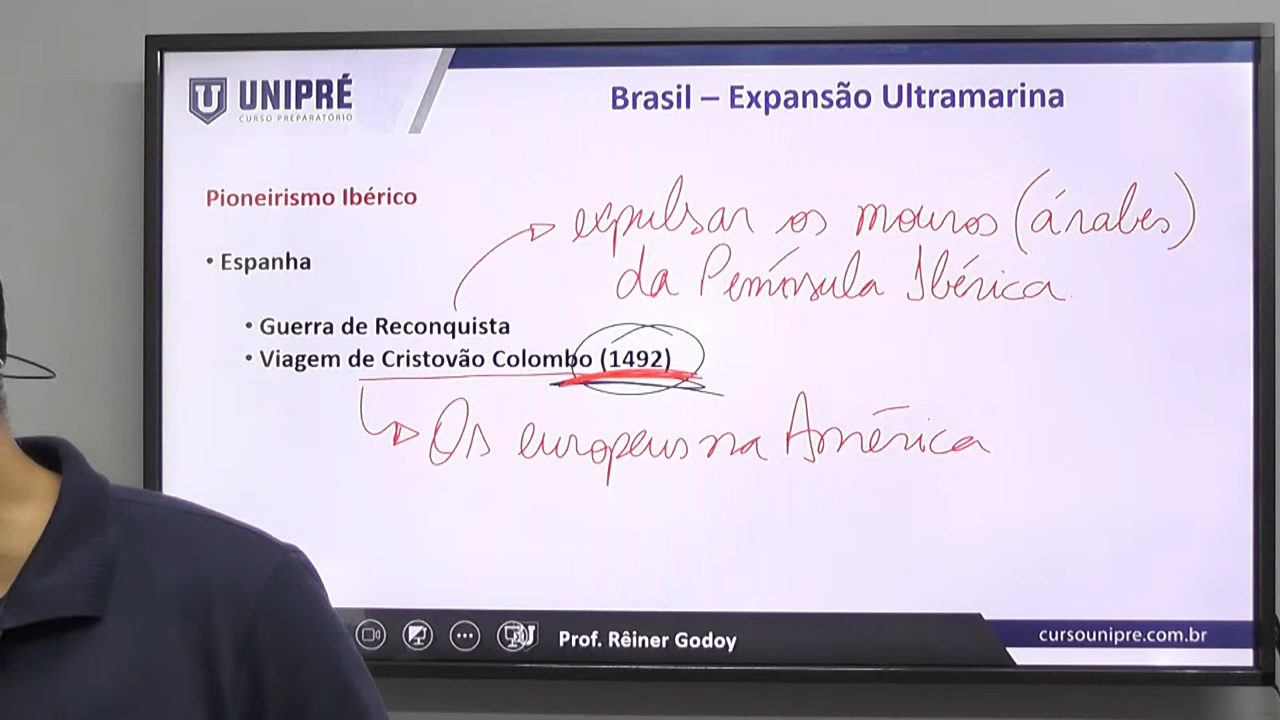 UNIPRÉ
CURSO PREPARATÓRIO
Brasil – Expansão Ultramarina
Pioneirismo Ibérico
expulsar os mouros (árabes)
da Península Ibérica.
• Espanha
• Guerra de Reconquista
• Viagem de Cristovão Colombo (1492)
Os europeus na América
Prof. Rêiner Godoy
cursounipre.com.br